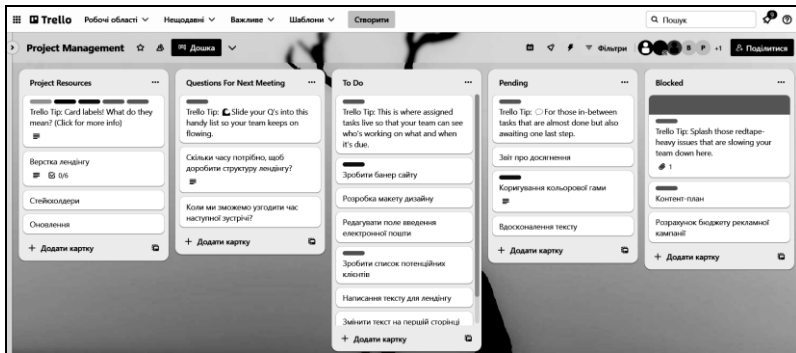 Trello Робочі області Нещодавні Важливе Шаблони Створити Пошук 9
Project Management Дошка Фільтри B P +1 Поділитися
Project Resources
Trello Tip: Card labels! What do they
mean? (Click for more info)
Верстка лендінгу
0/6
Стейкхолдери
Оновлення
+ Додати картку
Questions For Next Meeting
Trello Tip: Slide your Q's into this
handy list so your team keeps on
flowing.
Скільки часу потрібно, щоб
доробити структуру лендінгу?
Коли ми зможемо узгодити час
наступної зустрічі?
+ Додати картку
To Do
Trello Tip: This is where assigned
tasks live so that your team can see
who's working on what and when
it's due.
Зробити банер сайту
Розробка макету дизайну
Редагувати поле введення
електронної пошти
Зробити список потенційних
клієнтів
Написання тексту для лендінгу
Змінити текст на першій сторінці
+ Додати картку
Pending
Trello Tip: For those in-between
tasks that are almost done but also
awaiting one last step.
Звіт про досягнення
Коригування кольорової гами
Вдосконалення тексту
+ Додати картку
Blocked
Trello Tip: Splash those redtape-
heavy issues that are slowing your
team down here.
1
Контент-план
Розрахунок бюджету рекламної
кампанії
+ Додати картку